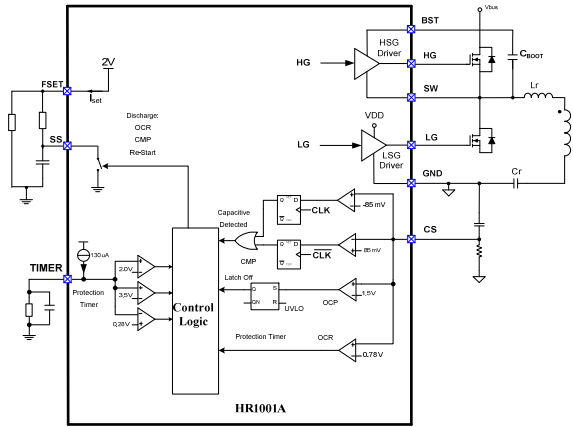 Vbus
BST
2V
HSG
Driver
HG
HG
C BOOT
FSET
Iset
SW
Lr
SS
Discharge:
OCR
CMP
Re-Start
VDD
LG
LSG
Driver
LG
GND
Cr
Q D
Q
CLK
-85 mV
Capacitive
Detected
CMP
Q D
Q
CLK
85 mV
CS
130uA
TIMER
Protection
Timer
2.0V
3,5V
0,28V
Control
Logic
Latch Off
Q S
QN R
UVLO
OCP
1,5V
Protection Timer
OCR
0.78V
HR1001A